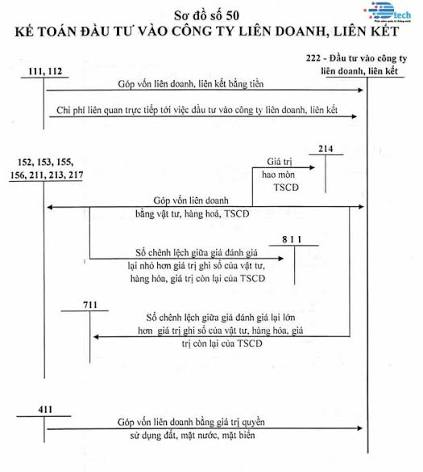 tech
Sơ đồ số 50
KẾ TOÁN ĐẦU TƯ VÀO CÔNG TY LIÊN DOANH, LIÊN KẾT
222 - Đầu tư vào công ty
liên doanh, liên kết
111, 112
Góp vốn liên doanh, liên kết bằng tiền
Chi phí liên quan trực tiếp tới việc đầu tư vào công ty liên doanh, liên kết
152, 153, 155,
156, 211, 213, 217
Giá trị
hao mòn
TSCĐ
214
Góp vốn liên doanh
bằng vật tư, hàng hoá, TSCĐ
811
Số chênh lệch giữa giá đánh giá
lại nhỏ hơn giá trị ghi sổ của vật tư,
hàng hóa, giá trị còn lại của TSCĐ
711
Số chênh lệch giữa giá đánh giá lại lớn
hơn giá trị ghi sổ của vật tư, hàng hóa, giá
trị còn lại của TSCĐ
411
Góp vốn liên doanh bằng giá trị quyền
sử dụng đất, mặt nước, mặt biển